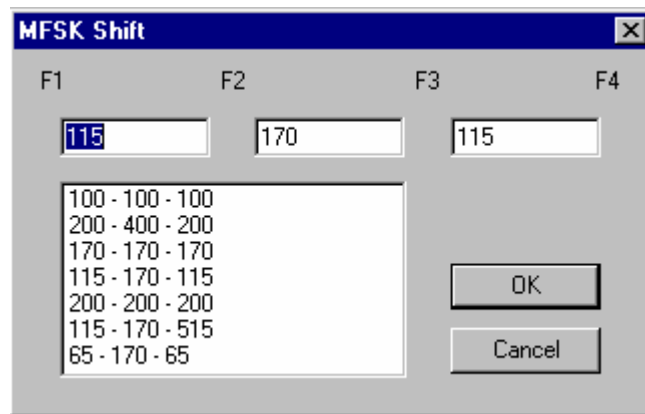 MFSK Shift
F1 F2 F3 F4
115 170 115
100 - 100 - 100
200 - 400 - 200
170 - 170 - 170
115 - 170 - 115
200 - 200 - 200
115 - 170 - 515
65 - 170 - 65
OK
Cancel